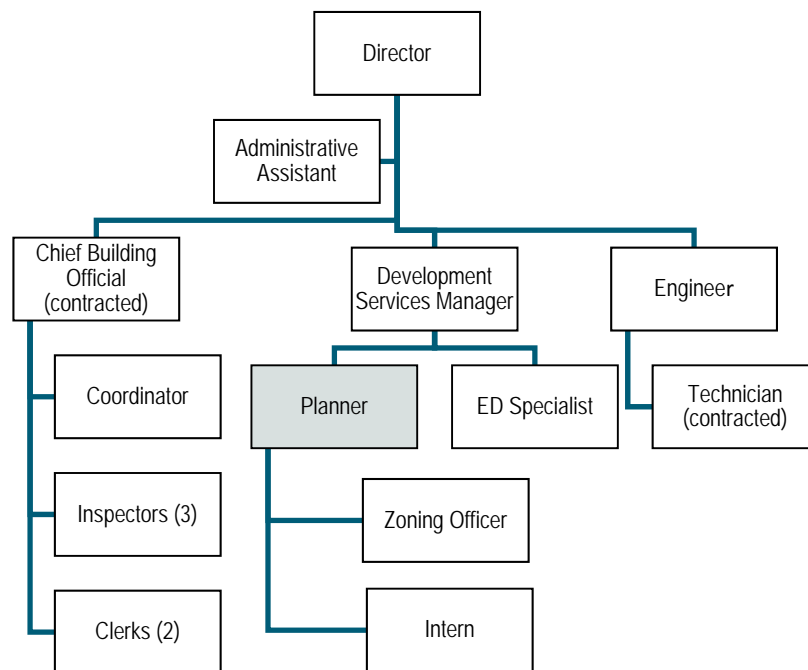 Director
Administrative
Assistant
Chief Building
Official
(contracted)
Development
Services Manager
Engineer
Coordinator
Planner
ED Specialist
Technician
(contracted)
Inspectors (3)
Zoning Officer
Clerks (2)
Intern